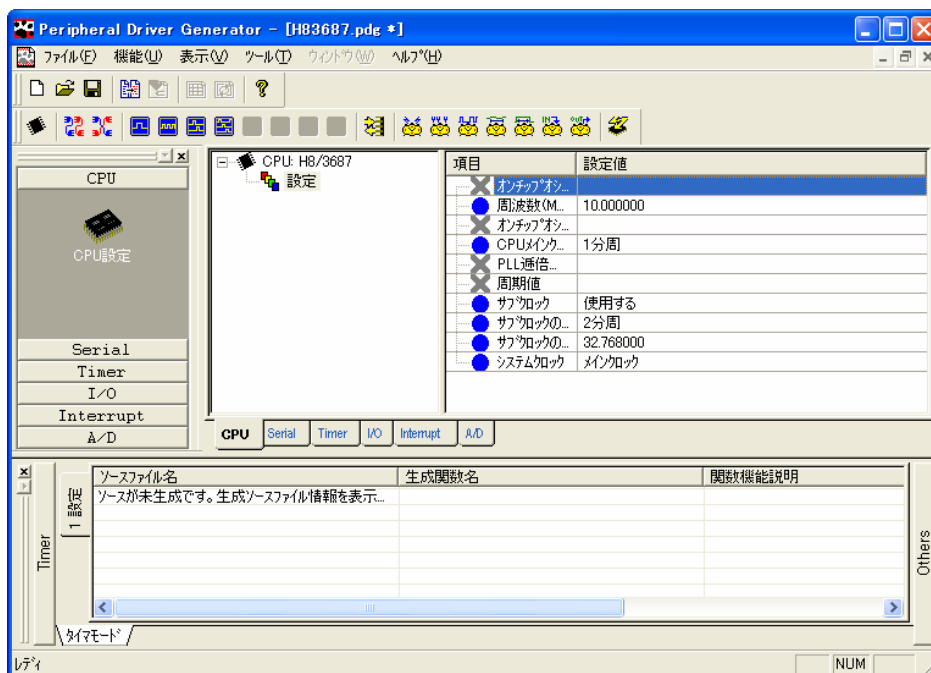 Peripheral Driver Generator - [H83687.pdg *]
ファイル(F) 機能(U) 表示(V) ツール(T) ウィンドウ(W) ヘルプ(H)
CPU
CPU設定
Serial
Timer
I/O
Interrupt
A/D
CPU: H8/3687
設定
項目 設定値
オンチップオシ...
周波数(M... 10.000000
オンチップオシ...
CPUメインク... 1分周
PLL逓倍...
周期値
サブクロック 使用する
サブクロックの... 2分周
サブクロックの... 32.768000
システムクロック メインクロック
CPU Serial Timer I/O Interrupt A/D
Timer
1 設定
ソースファイル名 生成関数名 関数機能説明
ソースが未生成です。生成ソースファイル情報を表示...
Others
タイマモード
レディ NUM